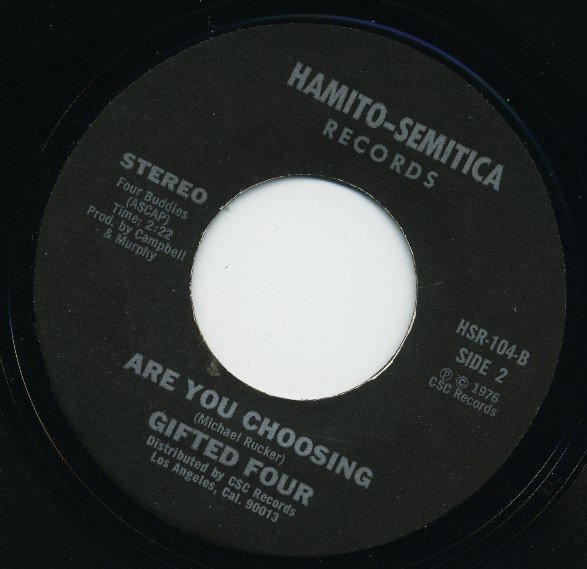 HAMITO-SEMITICA
RECORDS
STEREO
Four Buddies
(ASCAP)
Time: 2:22
Prod. by Campbell
& Murphy
HSR-104-B
SIDE 2
Ⓟ © 1976
CSC Records
ARE YOU CHOOSING
(Michael Rucker)
GIFTED FOUR
Distributed by CSC Records
Los Angeles, Cal. 90013